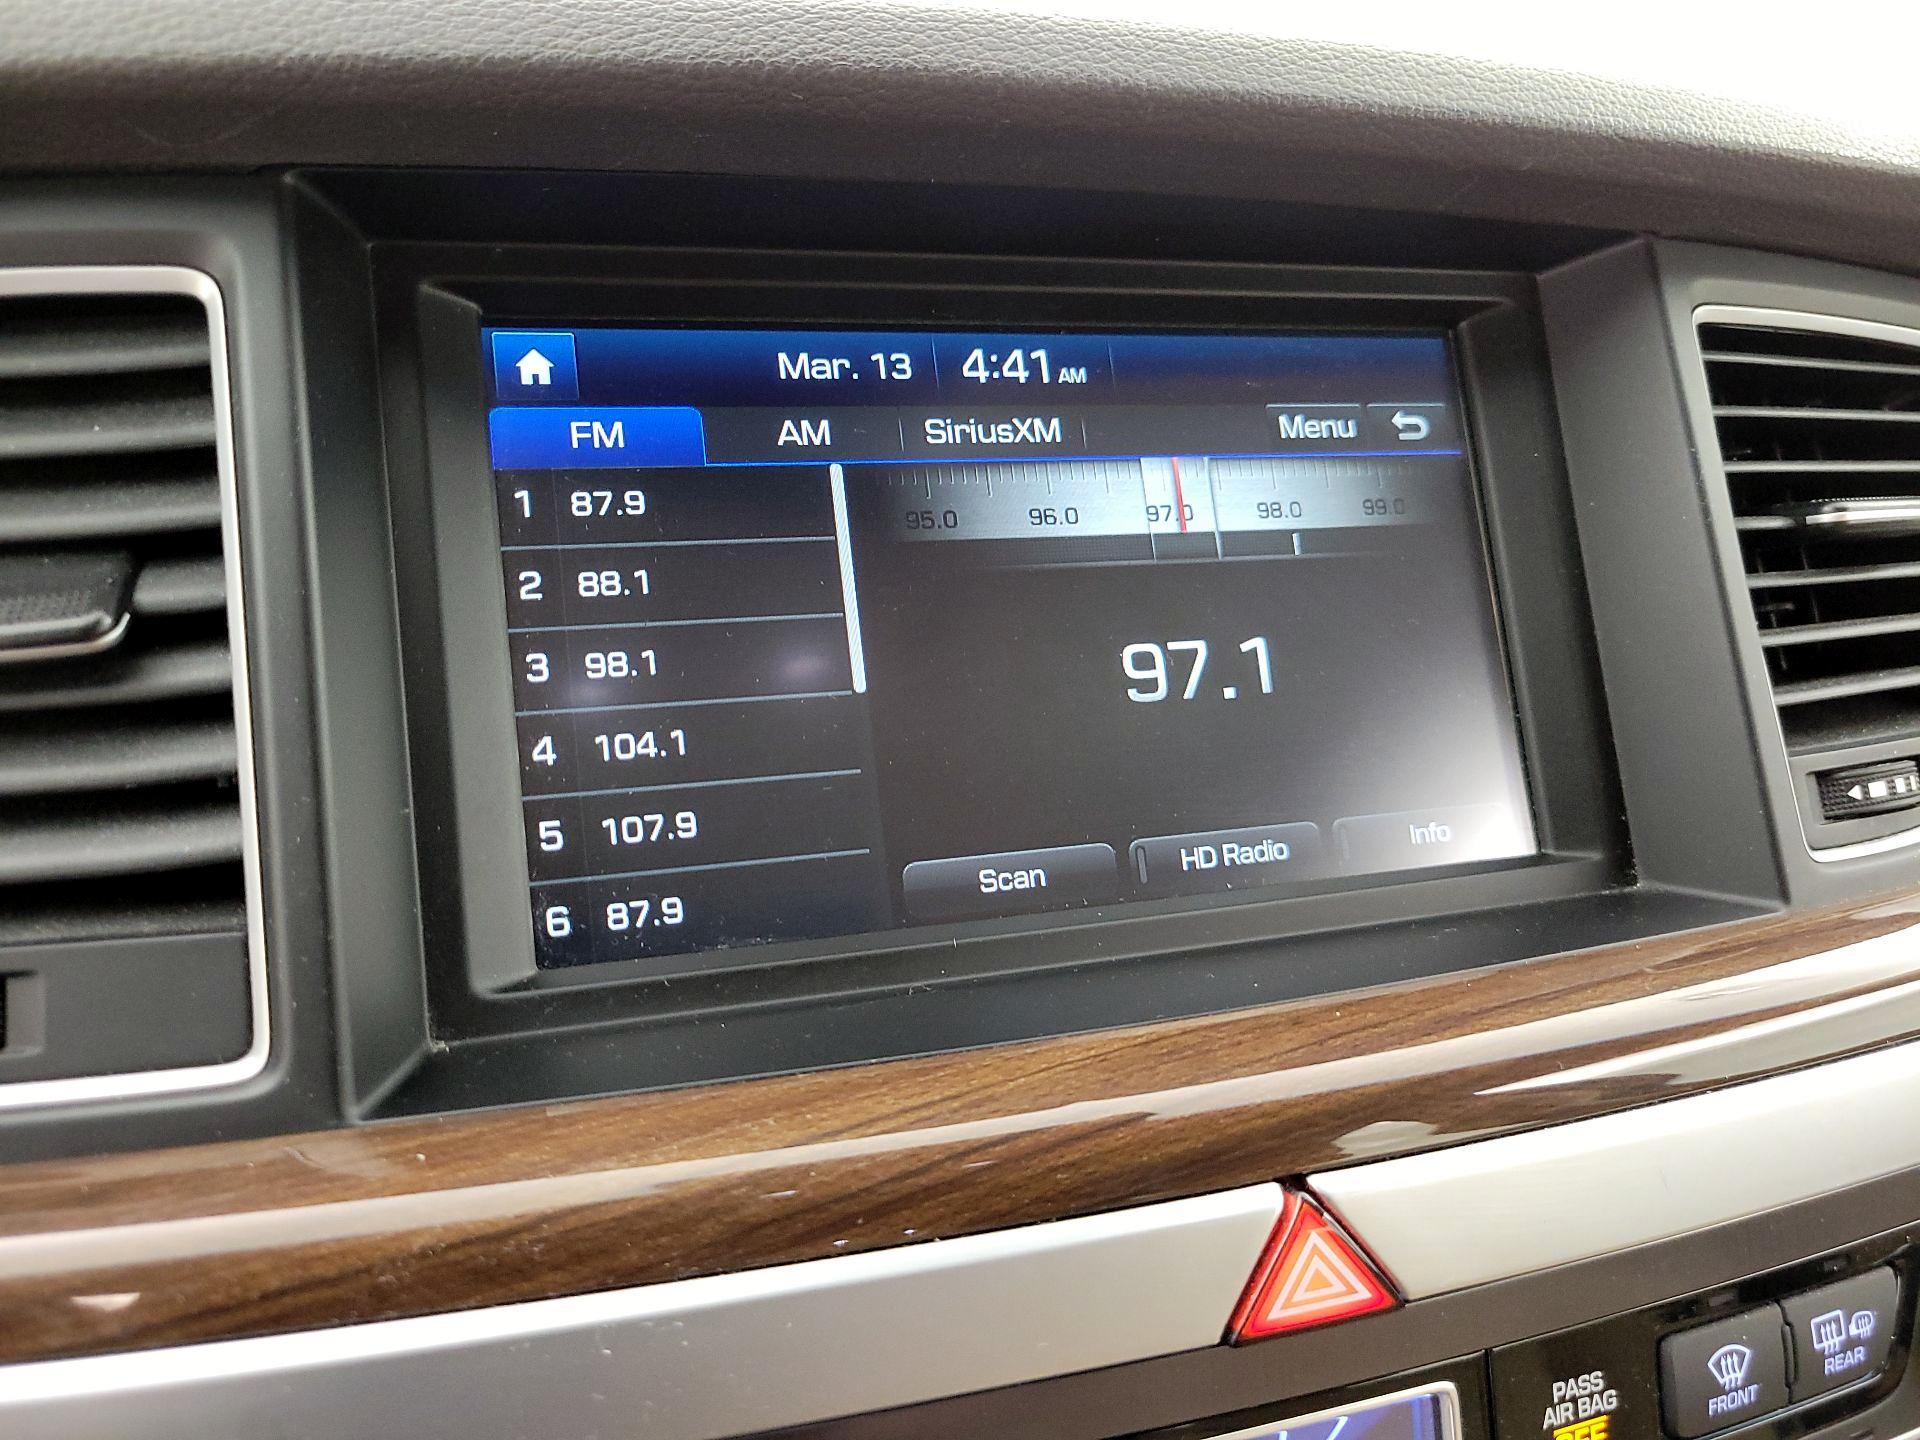 Mar. 13 4:41 AM
FM AM SiriusXM Menu
1 87.9
2 88.1
3 98.1
4 104.1
5 107.9
6 87.9
95.0 96.0 97.0 98.0 99.0
97.1
Scan HD Radio Info
PASS
AIR BAG
OFF
FRONT
REAR